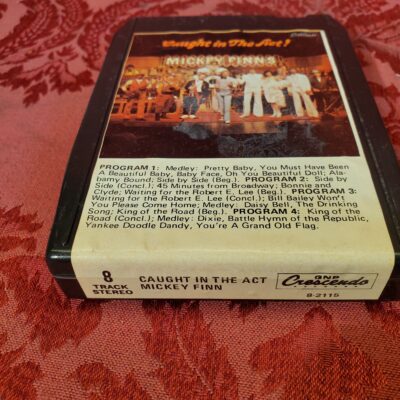 Caught in The Act!
MICKEY FINN'S
PROGRAM 1: Medley: Pretty Baby, You Must Have Been
A Beautiful Baby, Baby Face, Oh You Beautiful Doll; Ala-
bamy Bound; Side by Side (Beg.). PROGRAM 2: Side by
Side (Concl.); 45 Minutes from Broadway; Bonnie and
Clyde; Waiting for the Robert E. Lee (Beg.). PROGRAM 3:
Waiting for the Robert E. Lee (Concl.); Bill Bailey Won't
You Please Come Home; Medley: Daisy Bell, The Drinking
Song; King of the Road (Beg.). PROGRAM 4: King of the
Road (Concl.); Medley: Dixie, Battle Hymn of the Republic,
Yankee Doodle Dandy, You're A Grand Old Flag.
8 TRACK STEREO
CAUGHT IN THE ACT
MICKEY FINN
GNP
Crescendo
RECORDS
8-2115